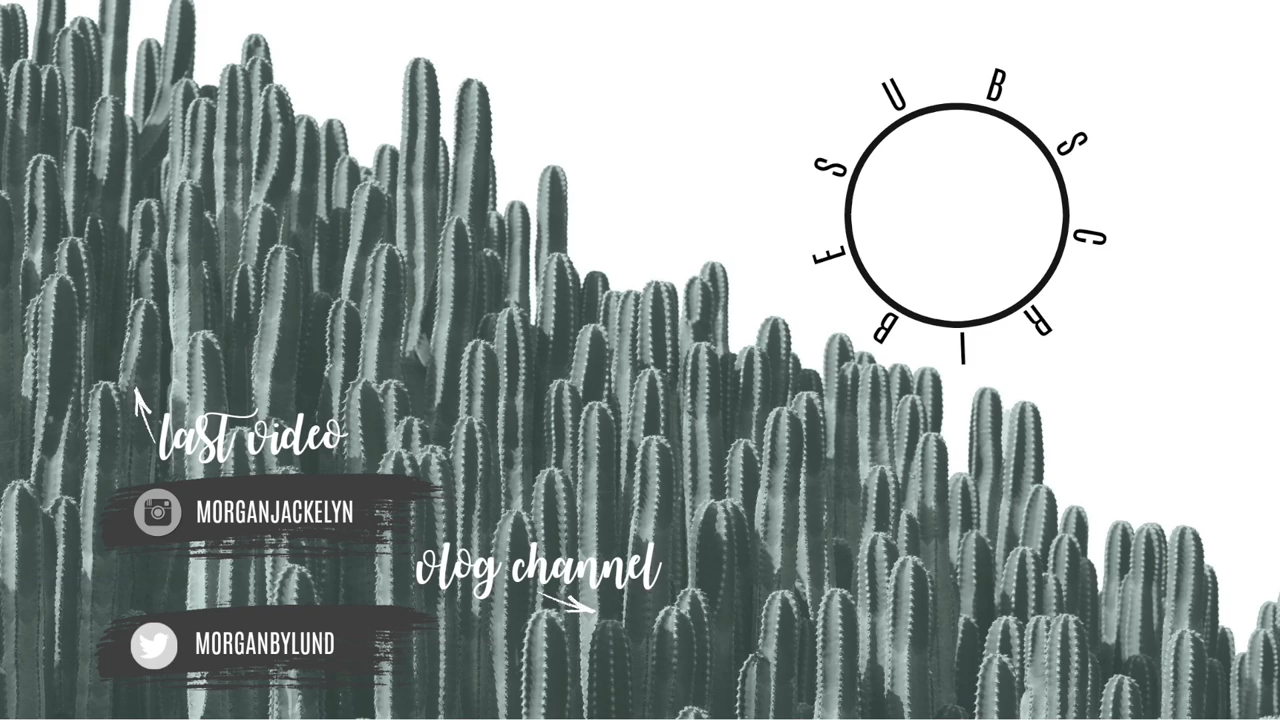 SUBSCRIBE
last video
MORGANJACKELYN
vlog channel
MORGANBYLUND